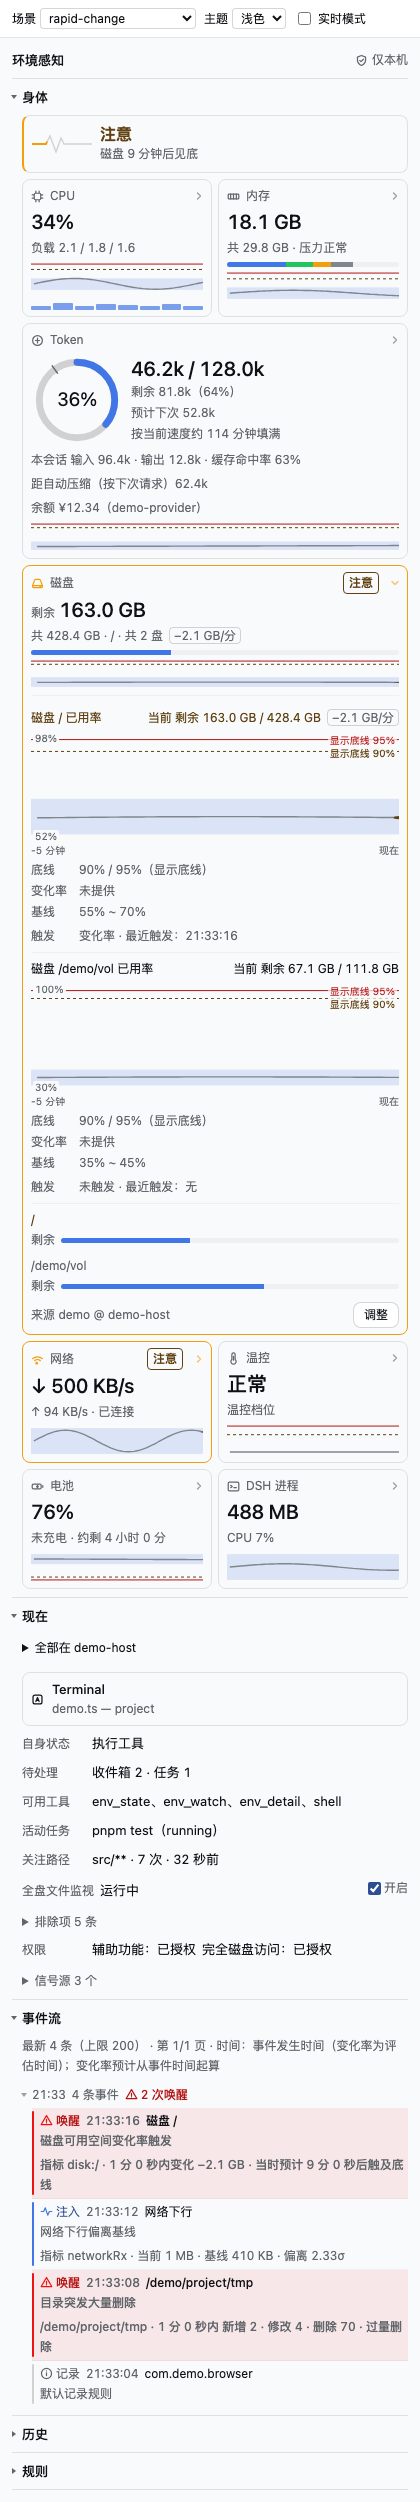 场景 rapid-change 主题 浅色 实时模式
环境感知 仅本机
身体
注意
磁盘 9 分钟后见底
CPU
34%
负载 2.1 / 1.8 / 1.6
内存
18.1 GB
共 29.8 GB · 压力正常
Token
36%
46.2k / 128.0k
剩余 81.8k（64%）
预计下次 52.8k
按当前速度约 114 分钟填满
本会话 输入 96.4k · 输出 12.8k · 缓存命中率 63%
距自动压缩（按下次请求）62.4k
余额 ¥12.34（demo-provider）
磁盘 注意
剩余 163.0 GB
共 428.4 GB · / · 共 2 盘 −2.1 GB/分
磁盘 / 已用率 当前 剩余 163.0 GB / 428.4 GB −2.1 GB/分
98% 显示底线 95%
显示底线 90%
52%
-5 分钟 现在
底线 90% / 95%（显示底线）
变化率 未提供
基线 55% ~ 70%
触发 变化率 · 最近触发：21:33:16
磁盘 /demo/vol 已用率 当前 剩余 67.1 GB / 111.8 GB
100% 显示底线 95%
显示底线 90%
30%
-5 分钟 现在
底线 90% / 95%（显示底线）
变化率 未提供
基线 35% ~ 45%
触发 未触发 · 最近触发：无
/
剩余
/demo/vol
剩余
来源 demo @ demo-host 调整
网络 注意
↓ 500 KB/s
↑ 94 KB/s · 已连接
温控
正常
温控档位
电池
76%
未充电 · 约剩 4 小时 0 分
DSH 进程
488 MB
CPU 7%
现在
全部在 demo-host
Terminal
demo.ts — project
自身状态 执行工具
待处理 收件箱 2 · 任务 1
可用工具 env_state、env_watch、env_detail、shell
活动任务 pnpm test（running）
关注路径 src/** · 7 次 · 32 秒前
全盘文件监视 运行中 开启
排除项 5 条
权限 辅助功能：已授权 完全磁盘访问：已授权
信号源 3 个
事件流
最新 4 条（上限 200） · 第 1/1 页 · 时间：事件发生时间（变化率为评
估时间）；变化率预计从事件时间起算
21:33 4 条事件 2 次唤醒
唤醒 21:33:16 磁盘 /
磁盘可用空间变化率触发
指标 disk:/ · 1 分 0 秒内变化 −2.1 GB · 当时预计 9 分 0 秒后触及底
线
注入 21:33:12 网络下行
网络下行偏离基线
指标 networkRx · 当前 1 MB · 基线 410 KB · 偏离 2.33σ
唤醒 21:33:08 /demo/project/tmp
目录突发大量删除
/demo/project/tmp · 1 分 0 秒内 新增 2 · 修改 4 · 删除 70 · 过量删
除
记录 21:33:04 com.demo.browser
默认记录规则
历史
规则